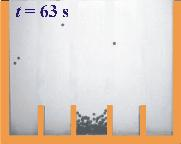 t = 63 s